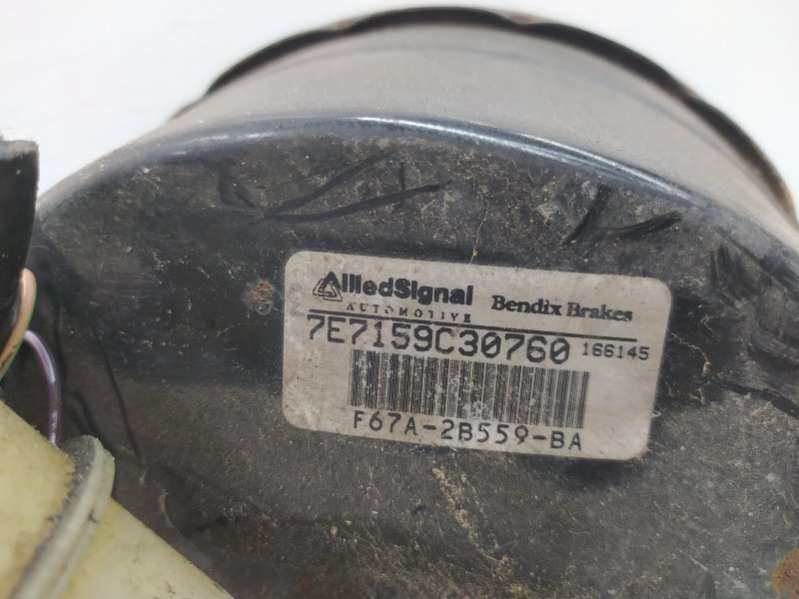 AlliedSignal
AUTOMOTIVE
Bendix Brakes
7E7159C30760 166145
F67A-2B559-BA